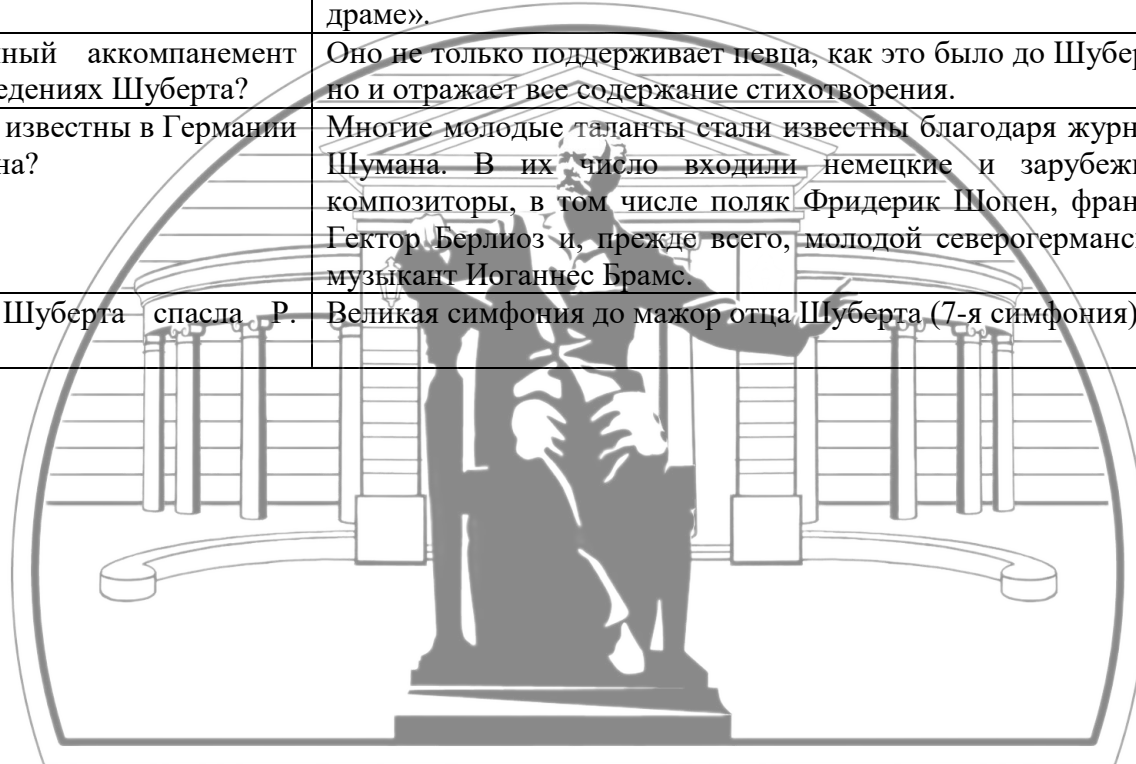 драме».
нный аккомпанемент
едениях Шуберта?
Оно не только поддерживает певца, как это было до Шубер
но и отражает все содержание стихотворения.
известны в Германии
на?
Многие молодые таланты стали известны благодаря журн
Шумана. В их число входили немецкие и зарубежн
композиторы, в том числе поляк Фридерик Шопен, фран
Гектор Берлиоз и, прежде всего, молодой северогерманск
музыкант Иоганнес Брамс.
Шуберта спасла Р.
Великая симфония до мажор отца Шуберта (7-я симфония)